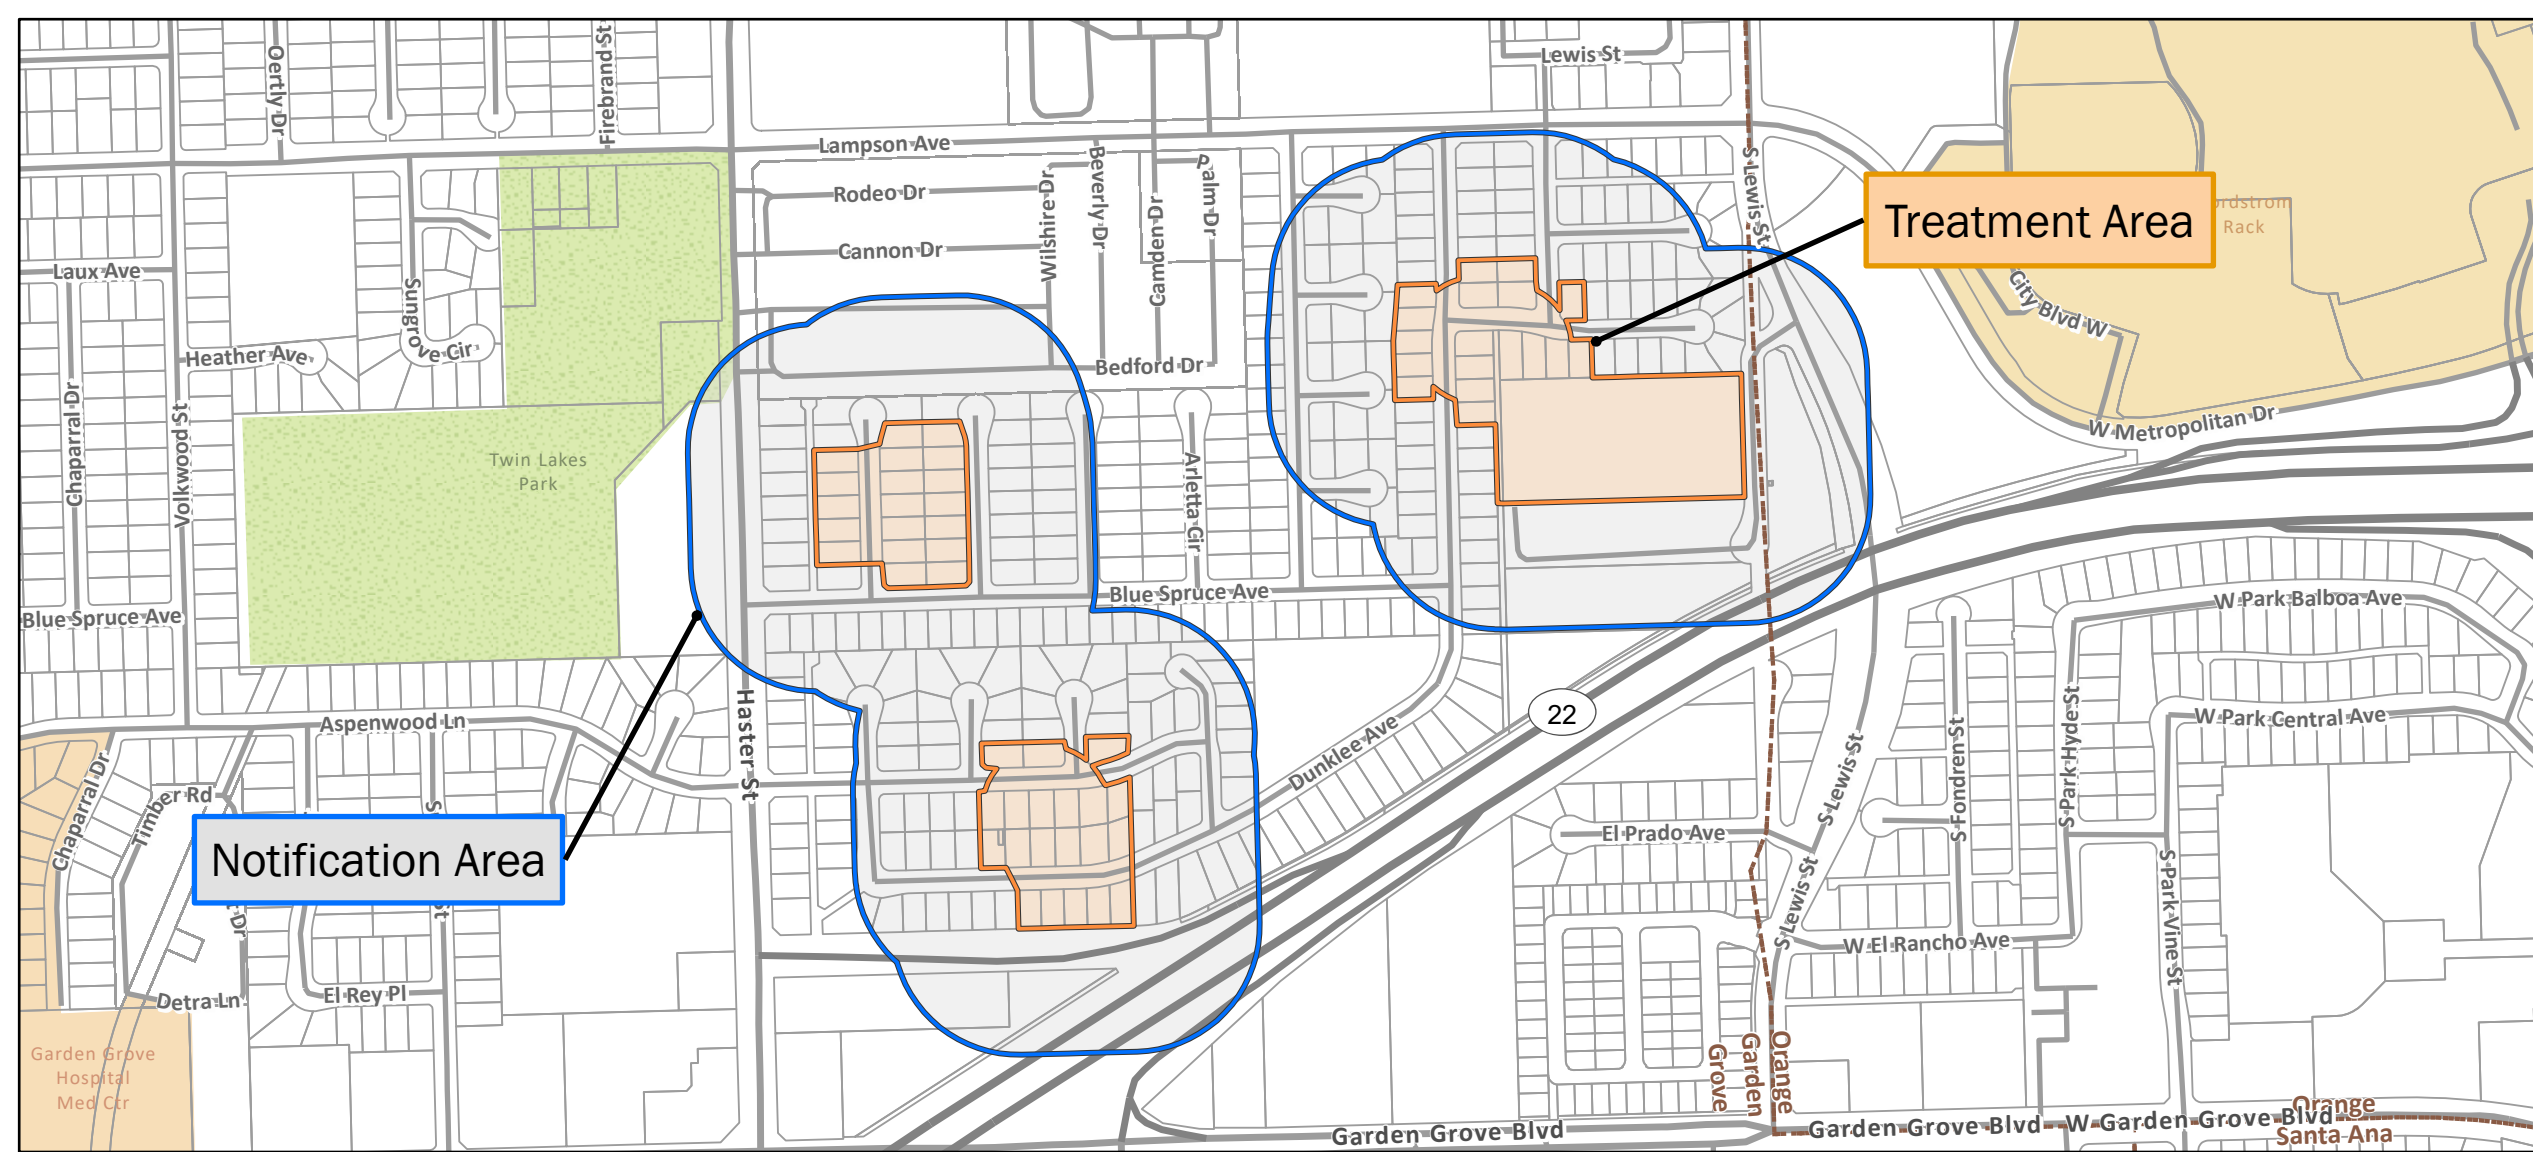 Lewis St
Oertly Dr
Firebrand St
Lampson Ave
Rodeo Dr
Cannon Dr
Wilshire Dr
Beverly Dr
Camden Dr
Palm Dr
S Lewis St
Treatment Area
Rack
City Blvd W
W Metropolitan Dr
Laux Ave
Sungrove Cir
Heather Ave
Chaparral Dr
Volkwood St
Bedford Dr
Twin Lakes
Park
Arletta Cir
Blue Spruce Ave
Blue Spruce Ave
W Park Balboa Ave
Aspenwood Ln
Haster St
22
Dunklee Ave
S Lewis St
S Fondren St
S Park Hyde St
W Park Central Ave
Chaparral Dr
Timber Rd
Notification Area
El Prado Ave
S Lewis St
W El Rancho Ave
S Park Vine St
Dr
St
Detra Ln
El Rey Pl
Garden Grove
Hospital
Med Ctr
Garden
Grove
Orange
Garden Grove Blvd
Garden Grove Blvd
W Garden Grove Blvd
Orange
Santa Ana